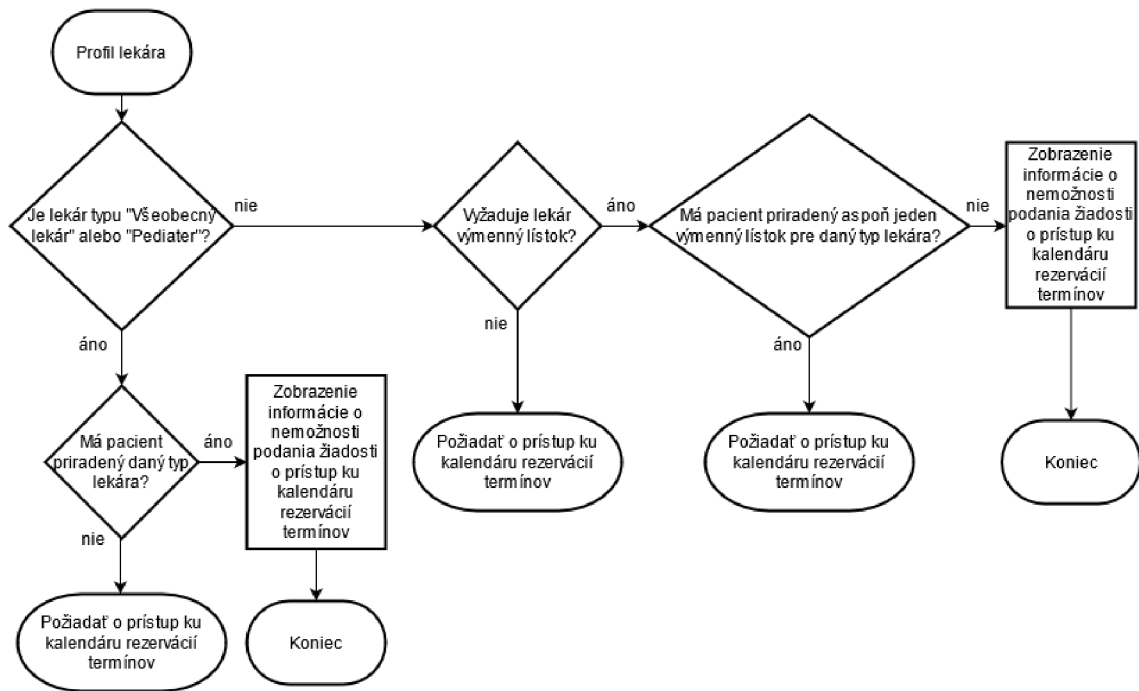 Profil lekára
Je lekár typu "Všeobecný
lekár" alebo "Pediater"?
nie
Vyžaduje lekár
výmenný lístok?
áno
Má pacient priradený aspoň jeden
výmenný lístok pre daný typ lekára?
nie
Zobrazenie
informácie o
nemožnosti
podania žiadosti
o prístup ku
kalendáru
rezervácií
termínov
áno
nie
áno
Má pacient
priradený daný typ
lekára?
áno
Zobrazenie
informácie o
nemožnosti
podania žiadosti
o prístup ku
kalendáru
rezervácií
termínov
Požiadať o prístup ku
kalendáru rezervácií
termínov
Požiadať o prístup ku
kalendáru rezervácií
termínov
Koniec
nie
Požiadať o prístup ku
kalendáru rezervácií
termínov
Koniec